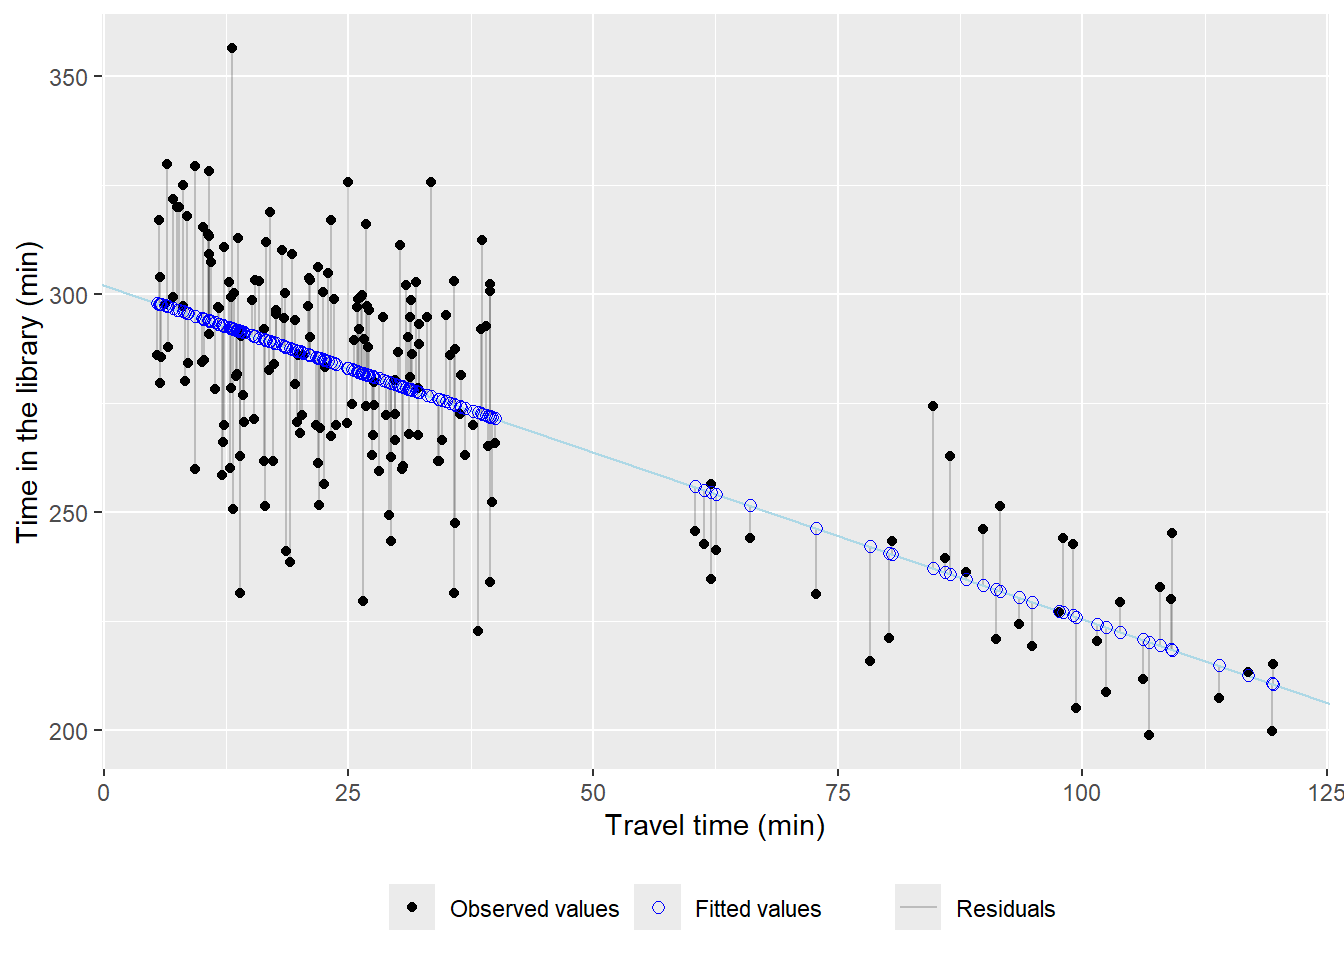 Time in the library (min)
350
300
250
200
0 25 50 75 100 125
Travel time (min)
Observed values Fitted values Residuals